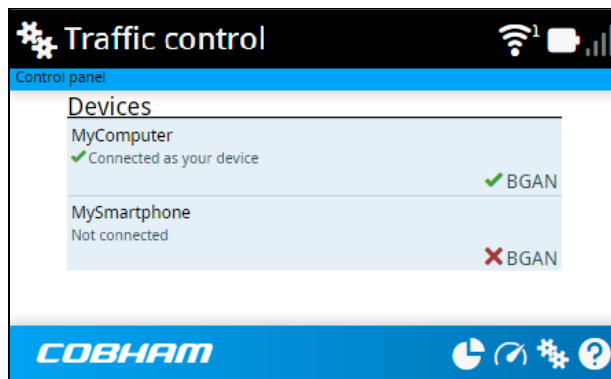 Traffic control
1
Control panel
Devices
MyComputer
Connected as your device
BGAN
MySmartphone
Not connected
BGAN
COBHAM
?